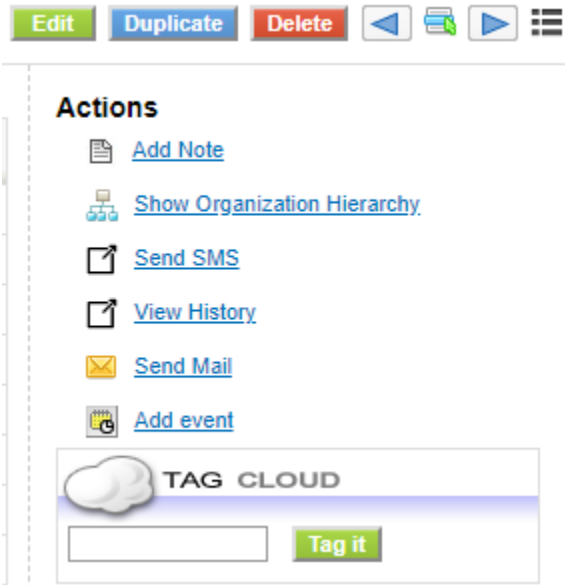 Edit Duplicate Delete
Actions
Add Note
Show Organization Hierarchy
Send SMS
View History
Send Mail
Add event
TAG CLOUD
Tag it